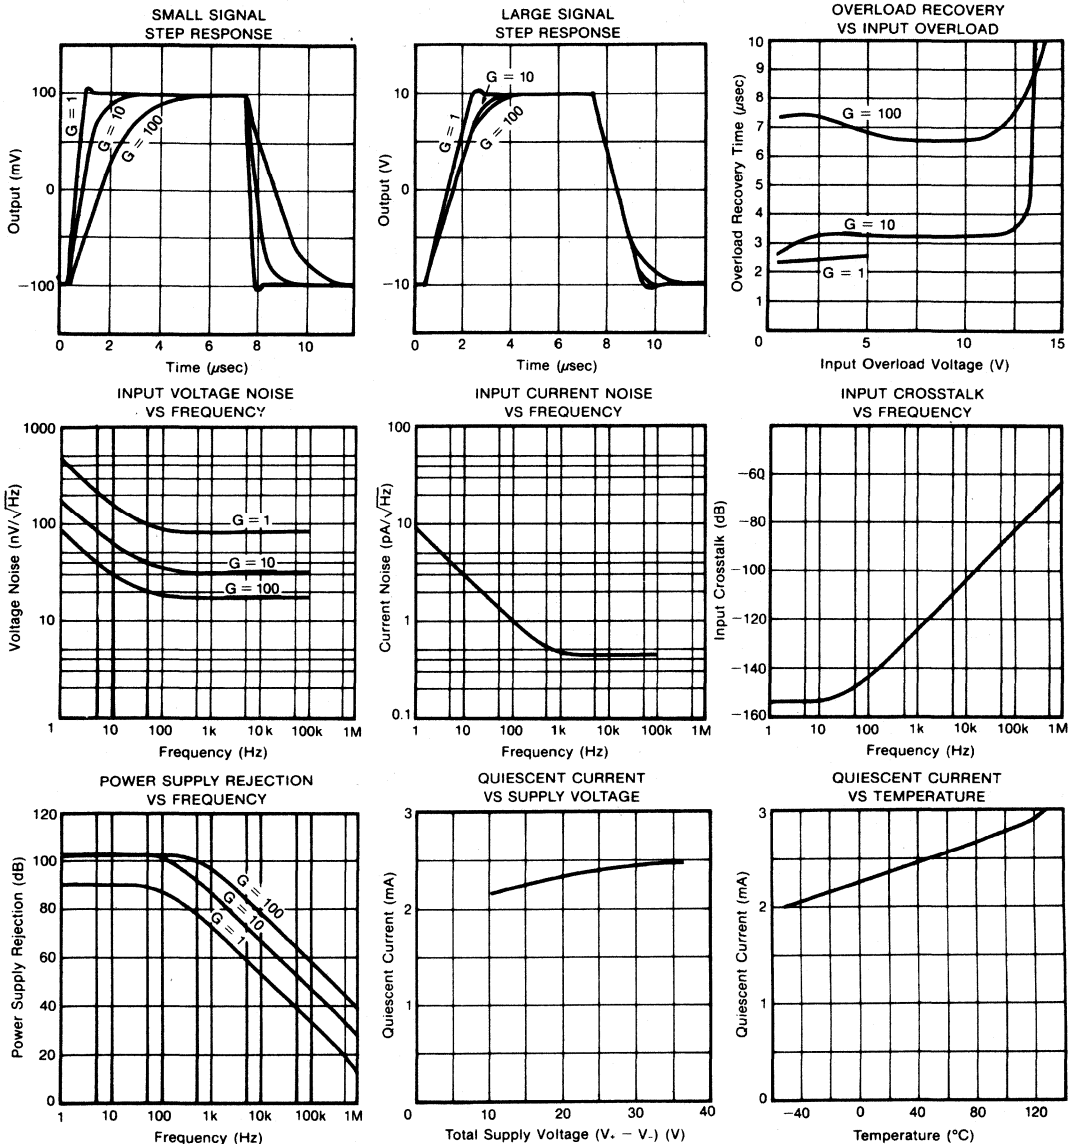 SMALL SIGNAL
STEP RESPONSE
Output (mV)
100
0
−100
G = 1
G = 10
G = 100
0 2 4 6 8 10
Time (μsec)
LARGE SIGNAL
STEP RESPONSE
Output (V)
10
0
−10
G = 1
G = 10
G = 100
0 2 4 6 8 10
Time (μsec)
OVERLOAD RECOVERY
VS INPUT OVERLOAD
Overload Recovery Time (μsec)
10
9
8
7
6
5
4
3
2
1
G = 100
G = 10
G = 1
0 5 10 15
Input Overload Voltage (V)
INPUT VOLTAGE NOISE
VS FREQUENCY
Voltage Noise (nV/√Hz)
1000
100
10
G = 1
G = 10
G = 100
1 10 100 1k 10k 100k 1M
Frequency (Hz)
INPUT CURRENT NOISE
VS FREQUENCY
Current Noise (pA/√Hz)
100
10
1
0.1
1 10 100 1k 10k 100k 1M
Frequency (Hz)
INPUT CROSSTALK
VS FREQUENCY
Input Crosstalk (dB)
−60
−80
−100
−120
−140
−160
1 10 100 1k 10k 100k 1M
Frequency (Hz)
POWER SUPPLY REJECTION
VS FREQUENCY
Power Supply Rejection (dB)
120
100
80
60
40
20
0
G = 100
G = 10
G = 1
1 10 100 1k 10k 100k 1M
Frequency (Hz)
QUIESCENT CURRENT
VS SUPPLY VOLTAGE
Quiescent Current (mA)
3
2
1
0
0 10 20 30 40
Total Supply Voltage (V₊ − V₋) (V)
QUIESCENT CURRENT
VS TEMPERATURE
Quiescent Current (mA)
3
2
1
0
−40 0 40 80 120
Temperature (°C)